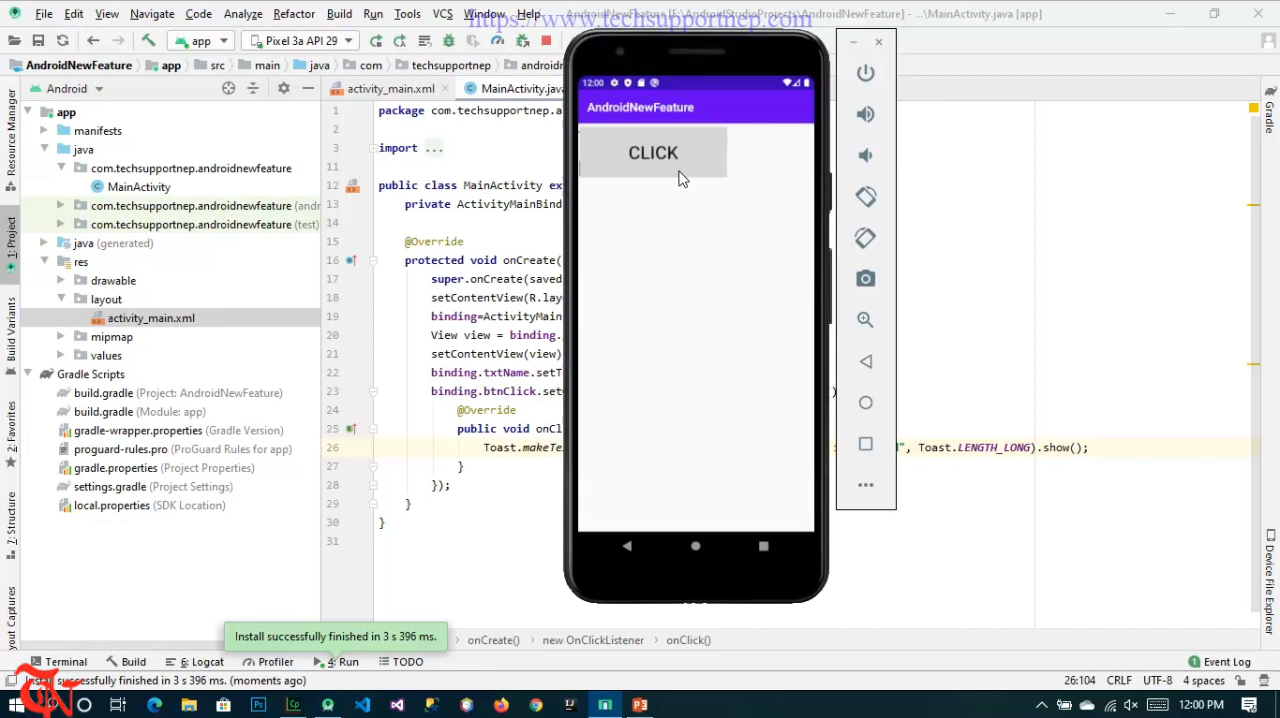 File Edit View Navigate Code Analyze Refactor Build Run Tools VCS Window
https://www.techsupportnep.com
AndroidNewFeature [E:\AndroidStudioProjects\AndroidNewFeature] - ...\MainActivity.java [app]
app
Pixel 3a API 29
AndroidNewFeature app src main java com techsupportnep
Android
activity_main.xml
MainActivity.java
Resource Manager
1: Project
Build Variants
2: Favorites
7: Structure
Gradle
Device File Explorer
app
manifests
java
com.techsupportnep.androidnewfeature
MainActivity
com.techsupportnep.androidnewfeature
com.techsupportnep.androidnewfeature (test)
java (generated)
res
drawable
layout
activity_main.xml
mipmap
values
Gradle Scripts
build.gradle (Project: AndroidNewFeature)
build.gradle (Module: app)
gradle-wrapper.properties (Gradle Version)
proguard-rules.pro (ProGuard Rules for app)
gradle.properties (Project Properties)
settings.gradle (Project Settings)
local.properties (SDK Location)
1 package com.techsupportnep.a
2
3 import ...
11
12 public class MainActivity ex
13 private ActivityMainBind
14
15 @Override
16 protected void onCreate(
17 super.onCreate(saved
18 setContentView(R.lay
19 binding=ActivityMain
20 View view = binding.
21 setContentView(view)
22 binding.txtName.setT
23 binding.btnClick.set
24 @Override
25 public void onCl
26 Toast.makeTe ", Toast.LENGTH_LONG).show();
27 }
28 });
29 }
30 }
31
12:00
AndroidNewFeature
CLICK
Install successfully finished in 3 s 396 ms.
onCreate() new OnClickListener onClick()
Terminal Build 6: Logcat Profiler 4: Run TODO
Event Log
Install successfully finished in 3 s 396 ms. (moments ago)
26:104 CRLF UTF-8 4 spaces
12:00 PM